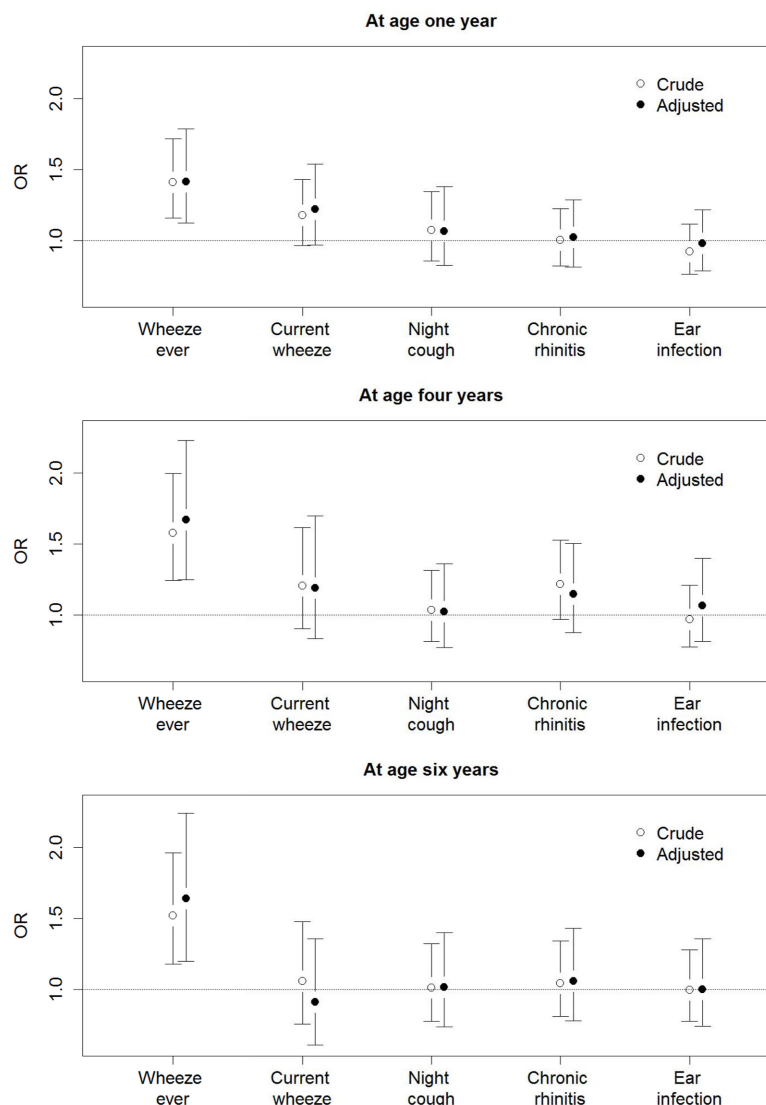 At age one year
Crude
Adjusted
OR
2.0
1.5
1.0
Wheeze ever
Current wheeze
Night cough
Chronic rhinitis
Ear infection
At age four years
Crude
Adjusted
OR
2.0
1.5
1.0
Wheeze ever
Current wheeze
Night cough
Chronic rhinitis
Ear infection
At age six years
Crude
Adjusted
OR
2.0
1.5
1.0
Wheeze ever
Current wheeze
Night cough
Chronic rhinitis
Ear infection